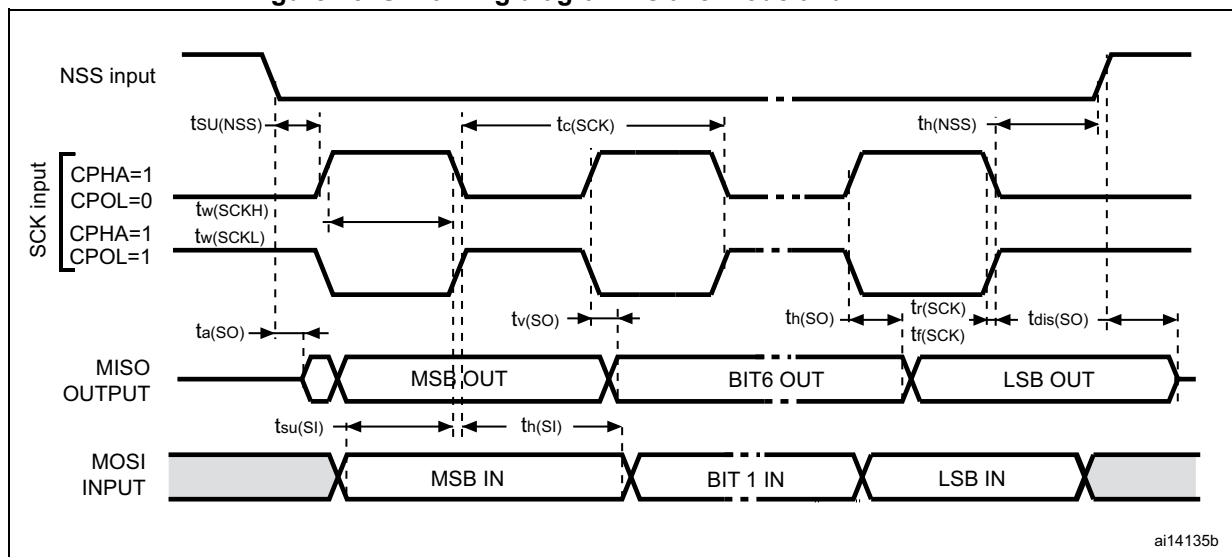 NSS input
tSU(NSS)
tc(SCK)
th(NSS)
SCK input
CPHA=1
CPOL=0
tw(SCKH)
CPHA=1
tw(SCKL)
CPOL=1
ta(SO)
tv(SO)
th(SO)
tr(SCK)
tf(SCK)
tdis(SO)
MISO
OUTPUT
MSB OUT
BIT6 OUT
LSB OUT
tsu(SI)
th(SI)
MOSI
INPUT
MSB IN
BIT 1 IN
LSB IN
ai14135b